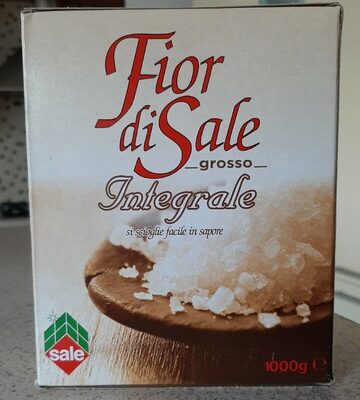 Fior
di Sale
grosso
Integrale
si scioglie facile in sapore
sale
1000g ℮